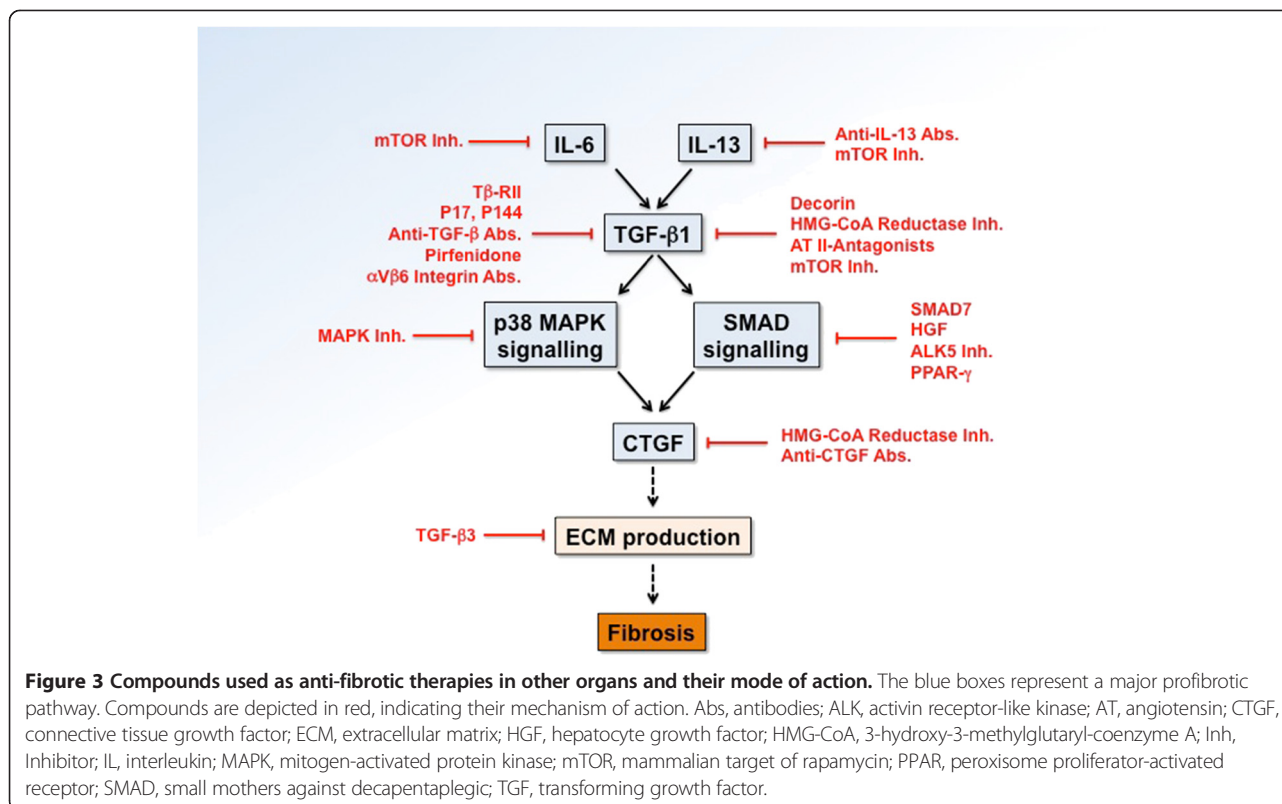 mTOR Inh.
IL-6
IL-13
Anti-IL-13 Abs.
mTOR Inh.
Tβ-RII
P17, P144
Anti-TGF-β Abs.
Pirfenidone
αVβ6 Integrin Abs.
TGF-β1
Decorin
HMG-CoA Reductase Inh.
AT II-Antagonists
mTOR Inh.
MAPK Inh.
p38 MAPK
signalling
SMAD
signalling
SMAD7
HGF
ALK5 Inh.
PPAR-γ
CTGF
HMG-CoA Reductase Inh.
Anti-CTGF Abs.
TGF-β3
ECM production
Fibrosis
Figure 3 Compounds used as anti-fibrotic therapies in other organs and their mode of action. The blue boxes represent a major profibrotic
pathway. Compounds are depicted in red, indicating their mechanism of action. Abs, antibodies; ALK, activin receptor-like kinase; AT, angiotensin; CTGF,
connective tissue growth factor; ECM, extracellular matrix; HGF, hepatocyte growth factor; HMG-CoA, 3-hydroxy-3-methylglutaryl-coenzyme A; Inh,
Inhibitor; IL, interleukin; MAPK, mitogen-activated protein kinase; mTOR, mammalian target of rapamycin; PPAR, peroxisome proliferator-activated
receptor; SMAD, small mothers against decapentaplegic; TGF, transforming growth factor.